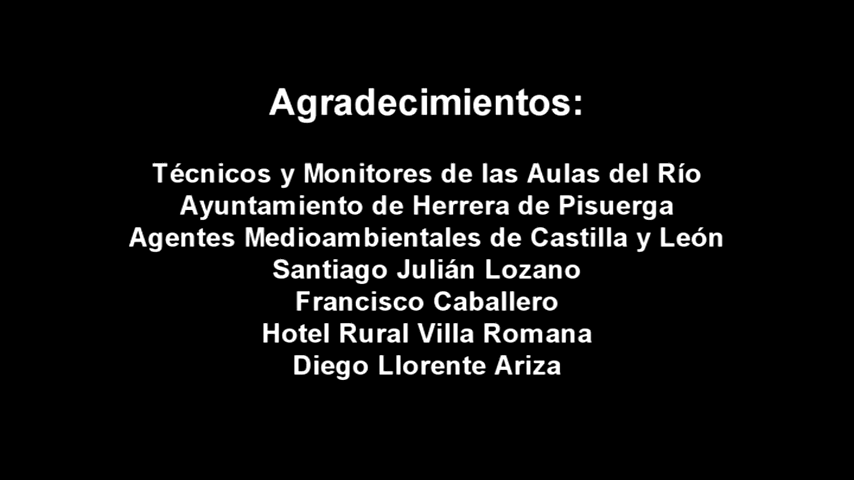 Agradecimientos:
Técnicos y Monitores de las Aulas del Río
Ayuntamiento de Herrera de Pisuerga
Agentes Medioambientales de Castilla y León
Santiago Julián Lozano
Francisco Caballero
Hotel Rural Villa Romana
Diego Llorente Ariza